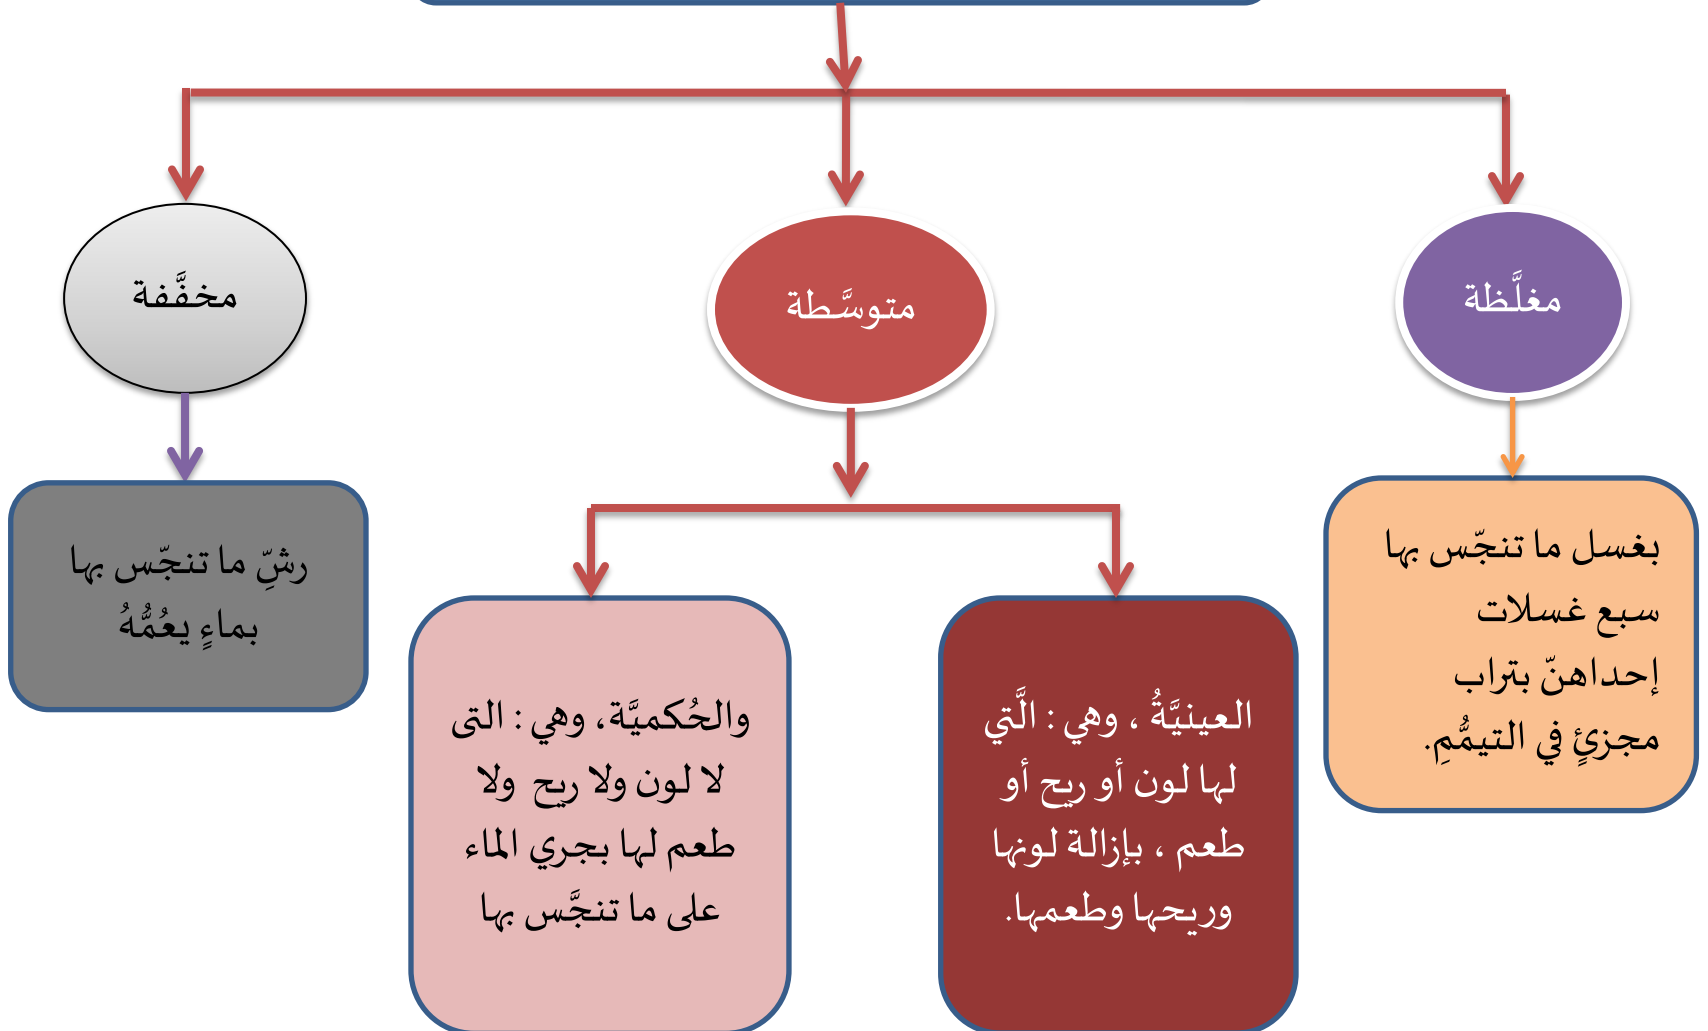 مغلَّظة
متوسَّطة
مخفَّفة
بغسل ما تنجّس بها
سبع غسلات
إحداهنّ بتراب
مجزئٍ في التيمُّمِ.
العينيَّةُ ، وهي : الَّتي
لها لون أو ريح أو
طعم ، بإزالة لونها
وريحها وطعمها.
والحُكميَّة، وهي : التى
لا لون ولا ريح ولا
طعم لها بجري الماء
على ما تنجَّس بها
رشِّ ما تنجّس بها
بماءٍ يعُمُّهُ